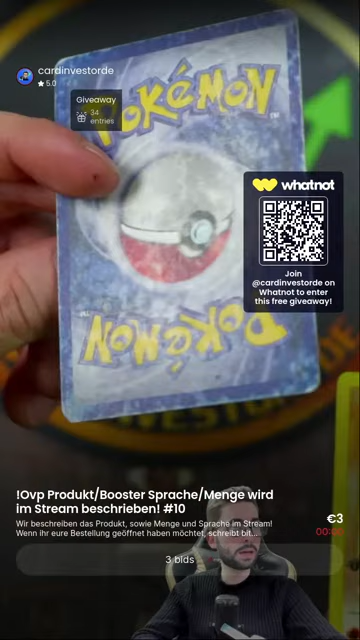 cardinvestorde
★ 5.0
Giveaway
34
entries
POKéMON
whatnot
Join
@cardinvestorde on
Whatnot to enter
this free giveaway!
POKéMON
!Ovp Produkt/Booster Sprache/Menge wird
im Stream beschrieben! #10
Wir beschreiben das Produkt, sowie Menge und Sprache im Stream!
Wenn ihr eure Bestellung geöffnet haben möchtet, schreibt bit...
€3
3 bids